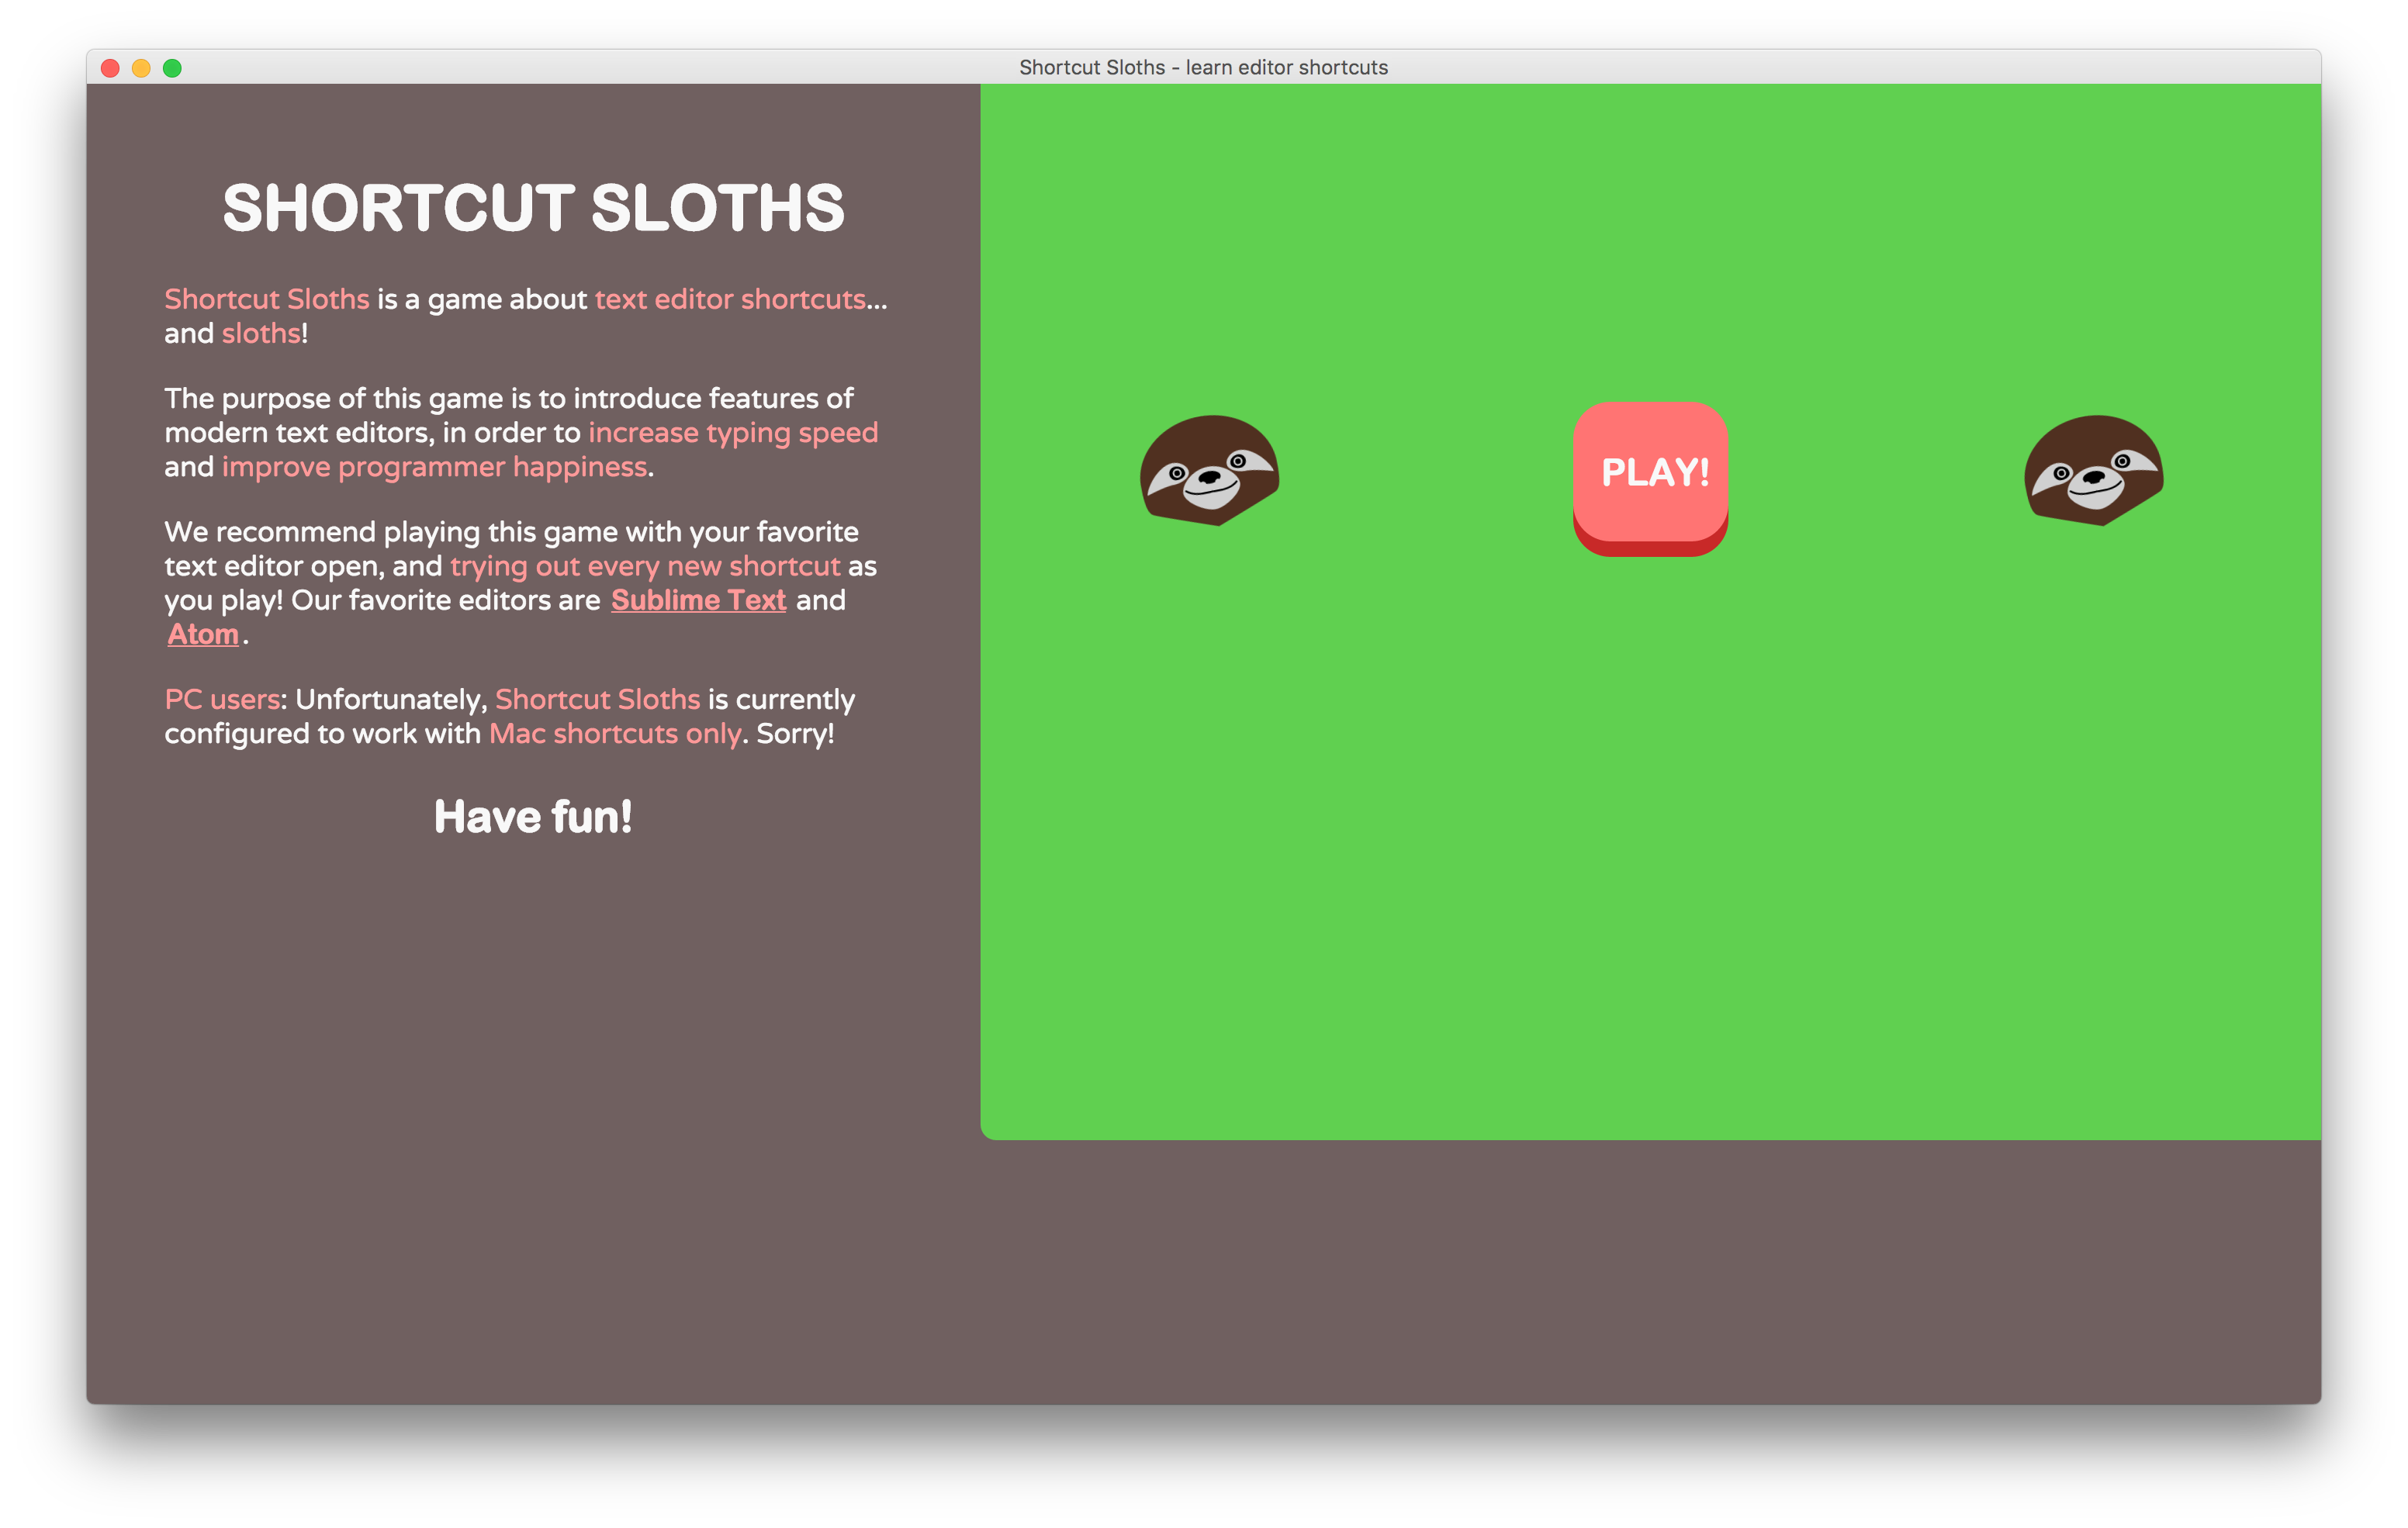 Shortcut Sloths - learn editor shortcuts
SHORTCUT SLOTHS
Shortcut Sloths is a game about text editor shortcuts...
and sloths!
The purpose of this game is to introduce features of
modern text editors, in order to increase typing speed
and improve programmer happiness.
We recommend playing this game with your favorite
text editor open, and trying out every new shortcut as
you play! Our favorite editors are Sublime Text and
Atom.
PC users: Unfortunately, Shortcut Sloths is currently
configured to work with Mac shortcuts only. Sorry!
Have fun!
PLAY!